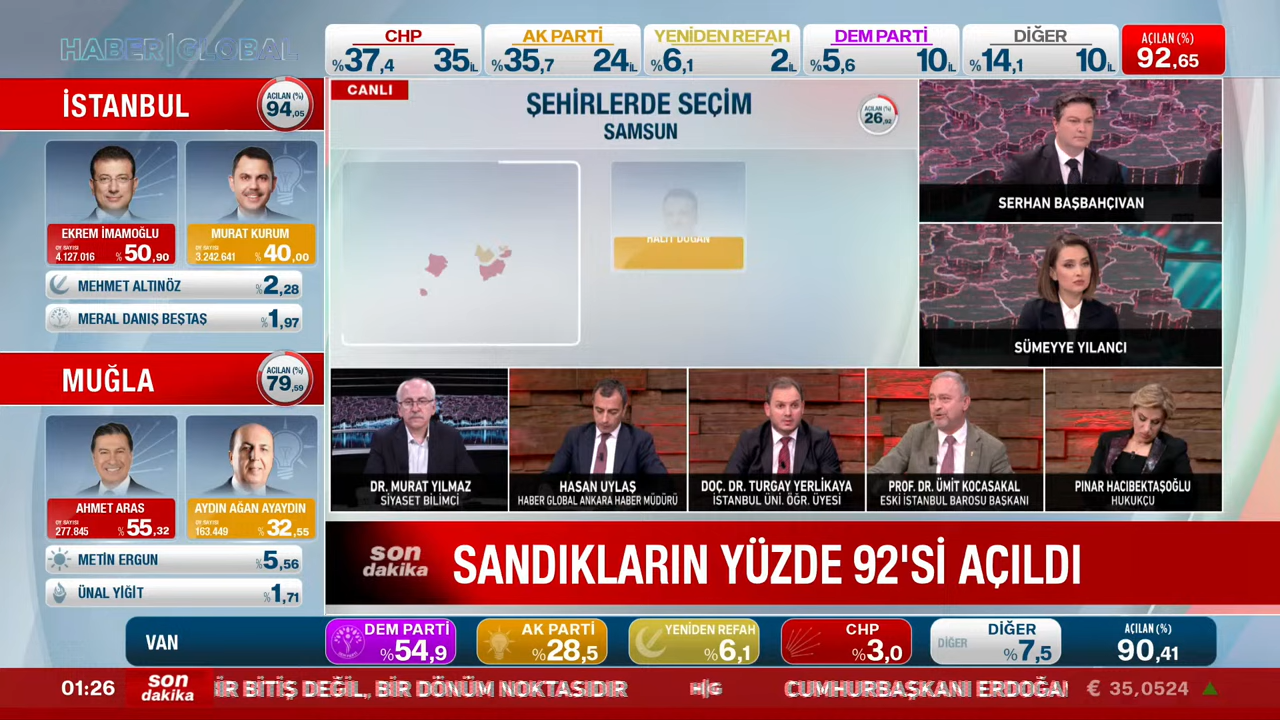 HABER|GLOBAL
CHP
%37,4 35İL
AK PARTİ
%35,7 24İL
YENİDEN REFAH
%6,1 2İL
DEM PARTİ
%5,6 10İL
DİĞER
%14,1 10İL
AÇILAN (%)
92,65
İSTANBUL
AÇILAN (%)
94,05
EKREM İMAMOĞLU
OY SAYISI
4.127.016 %50,90
MURAT KURUM
OY SAYISI
3.242.641 %40,00
MEHMET ALTINÖZ %2,28
MERAL DANIŞ BEŞTAŞ %1,97
MUĞLA
AÇILAN (%)
79,59
AHMET ARAS
OY SAYISI
277.845 %55,32
AYDIN AĞAN AYAYDIN
OY SAYISI
163.449 %32,55
METİN ERGUN %5,56
ÜNAL YİĞİT %1,71
CANLI
ŞEHİRLERDE SEÇİM
SAMSUN
AÇILAN (%)
26,92
HALİT DOĞAN
SERHAN BAŞBAHÇIVAN
SÜMEYYE YILANCI
DR. MURAT YILMAZ
SİYASET BİLİMCİ
HASAN UYLAŞ
HABER GLOBAL ANKARA HABER MÜDÜRÜ
DOÇ. DR. TURGAY YERLİKAYA
İSTANBUL ÜNİ. ÖĞR. ÜYESİ
PROF. DR. ÜMİT KOCASAKAL
ESKİ İSTANBUL BAROSU BAŞKANI
PINAR HACIBEKTAŞOĞLU
HUKUKÇU
son dakika
SANDIKLARIN YÜZDE 92'Sİ AÇILDI
VAN
DEM PARTİ
%54,9
AK PARTİ
%28,5
YENİDEN REFAH
%6,1
CHP
%3,0
DİĞER
DİĞER
%7,5
AÇILAN (%)
90,41
01:26
son dakika
İR BİTİŞ DEĞİL, BİR DÖNÜM NOKTASIDIR H|G CUMHURBAŞKANI ERDOĞA
€ 35,0524